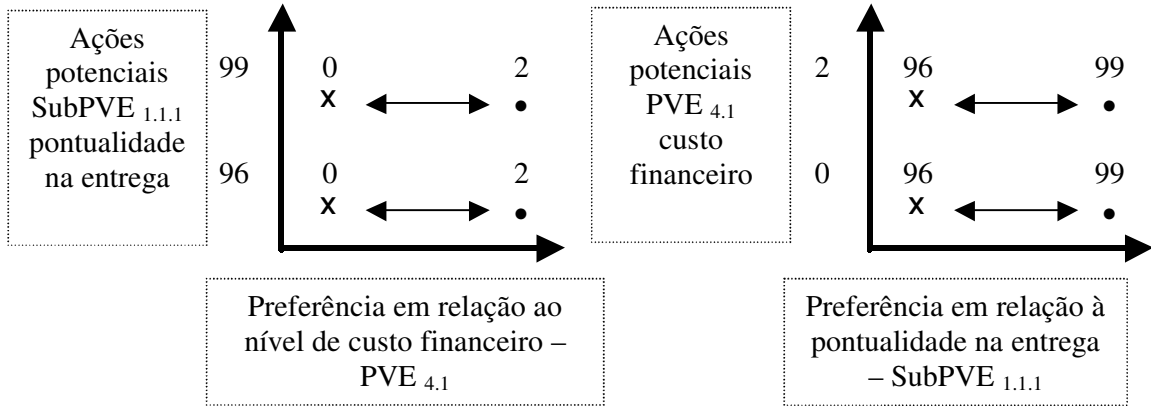 Ações
potenciais
SubPVE 1.1.1
pontualidade
na entrega
99
0
2
x
96
0
2
x
Preferência em relação ao
nível de custo financeiro –
PVE 4.1
Ações
potenciais
PVE 4.1
custo
financeiro
2
96
99
x
0
96
99
x
Preferência em relação à
pontualidade na entrega
– SubPVE 1.1.1